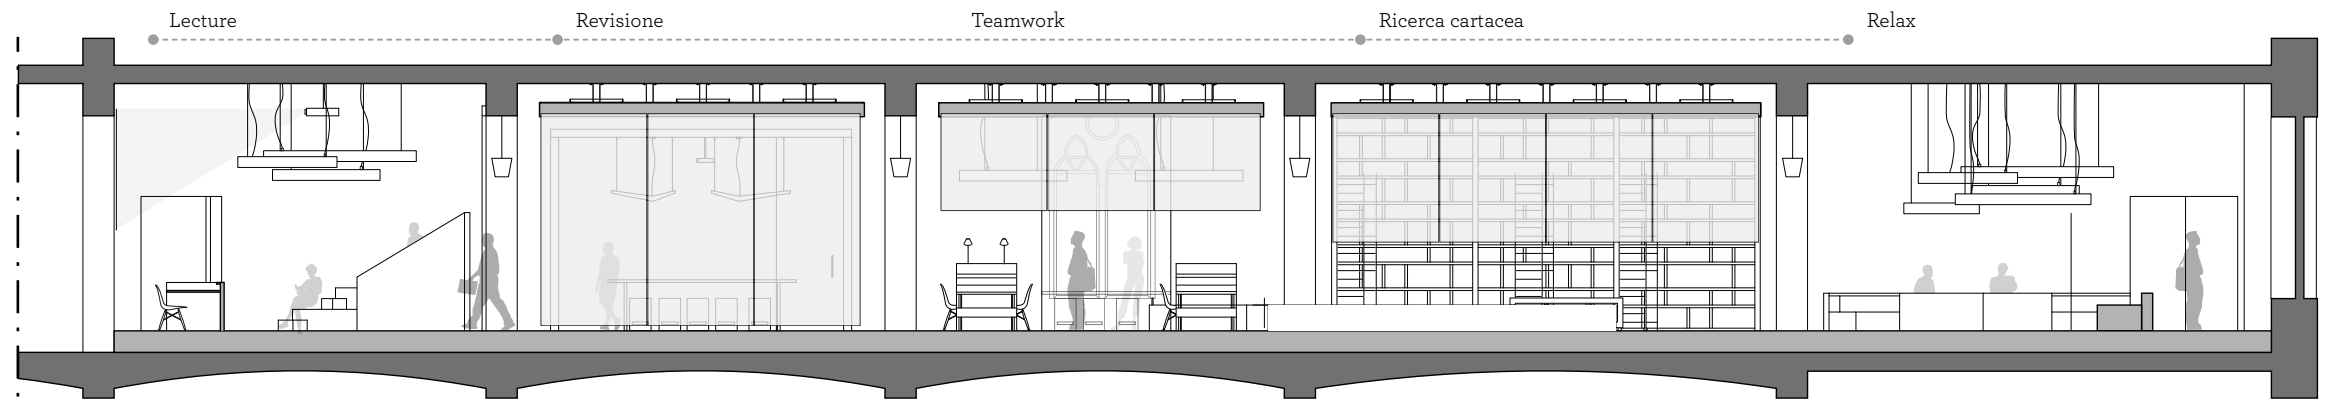 Lecture
Revisione
Teamwork
Ricerca cartacea
Relax